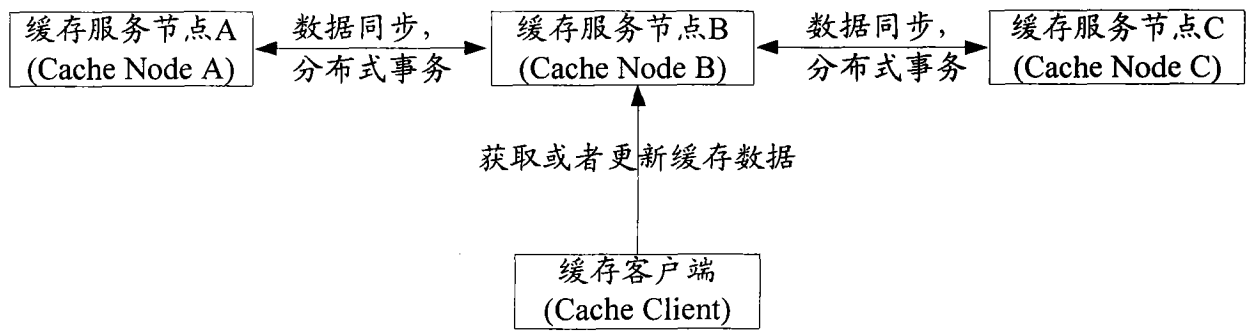 缓存服务节点A
(Cache Node A)
数据同步，
分布式事务
缓存服务节点B
(Cache Node B)
数据同步，
分布式事务
缓存服务节点C
(Cache Node C)
获取或者更新缓存数据
缓存客户端
(Cache Client)